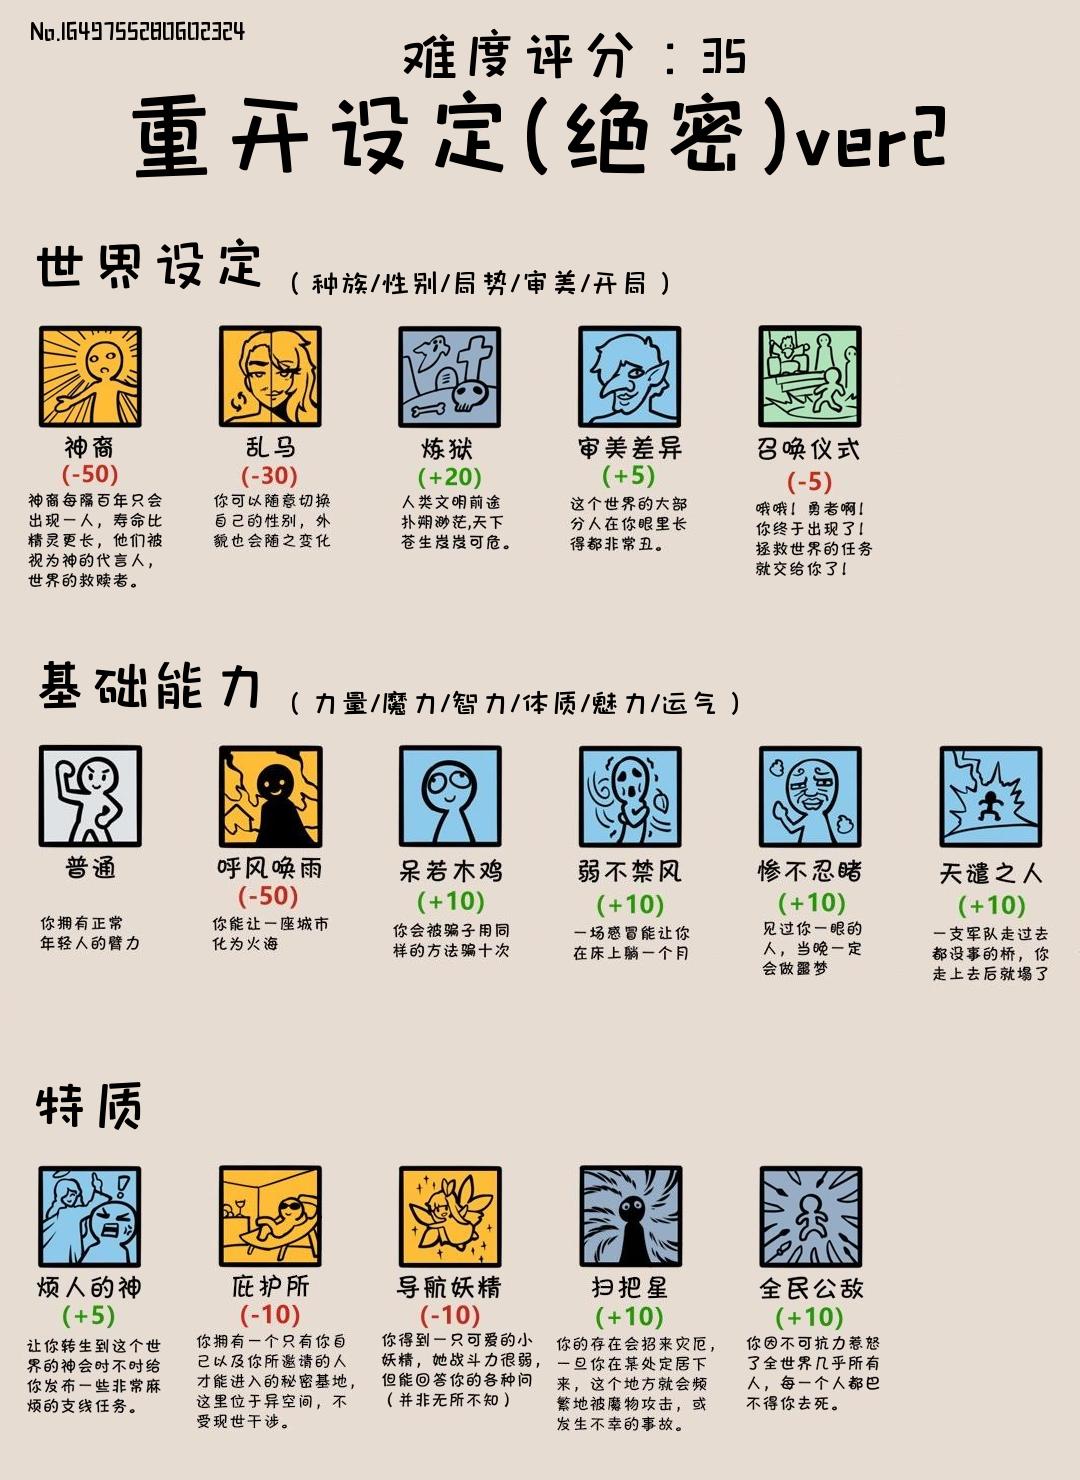 No.1649755280602324
难度评分：35
重开设定(绝密)ver2
世界设定
（种族/性别/局势/审美/开局）
神裔
(-50)
神裔每隔百年只会
出现一人，寿命比
精灵更长，他们被
视为神的代言人，
世界的救赎者。
乱马
(-30)
你可以随意切换
自己的性别，外
貌也会随之变化
炼狱
(+20)
人类文明前途
扑朔渺茫,天下
苍生岌岌可危。
审美差异
(+5)
这个世界的大部
分人在你眼里长
得都非常丑。
召唤仪式
(-5)
哦哦！勇者啊！
你终于出现了！
拯救世界的任务
就交给你了！
基础能力
（力量/魔力/智力/体质/魅力/运气）
普通
你拥有正常
年轻人的臂力
呼风唤雨
(-50)
你能让一座城市
化为火海
呆若木鸡
(+10)
你会被骗子用同
样的方法骗十次
弱不禁风
(+10)
一场感冒能让你
在床上躺一个月
惨不忍睹
(+10)
见过你一眼的
人，当晚一定
会做噩梦
天谴之人
(+10)
一支军队走过去
都没事的桥，你
走上去后就塌了
特质
烦人的神
(+5)
让你转生到这个世
界的神会时不时给
你发布一些非常麻
烦的支线任务。
庇护所
(-10)
你拥有一个只有你自
己以及你所邀请的人
才能进入的秘密基地，
这里位于异空间，不
受现世干涉。
导航妖精
(-10)
你得到一只可爱的小
妖精，她战斗力很弱，
但能回答你的各种问
（并非无所不知）
扫把星
(+10)
你的存在会招来灾厄，
一旦你在某处定居下
来，这个地方就会频
繁地被魔物攻击，或
发生不幸的事故。
全民公敌
(+10)
你因不可抗力惹怒
了全世界几乎所有
人，每一个人都巴
不得你去死。